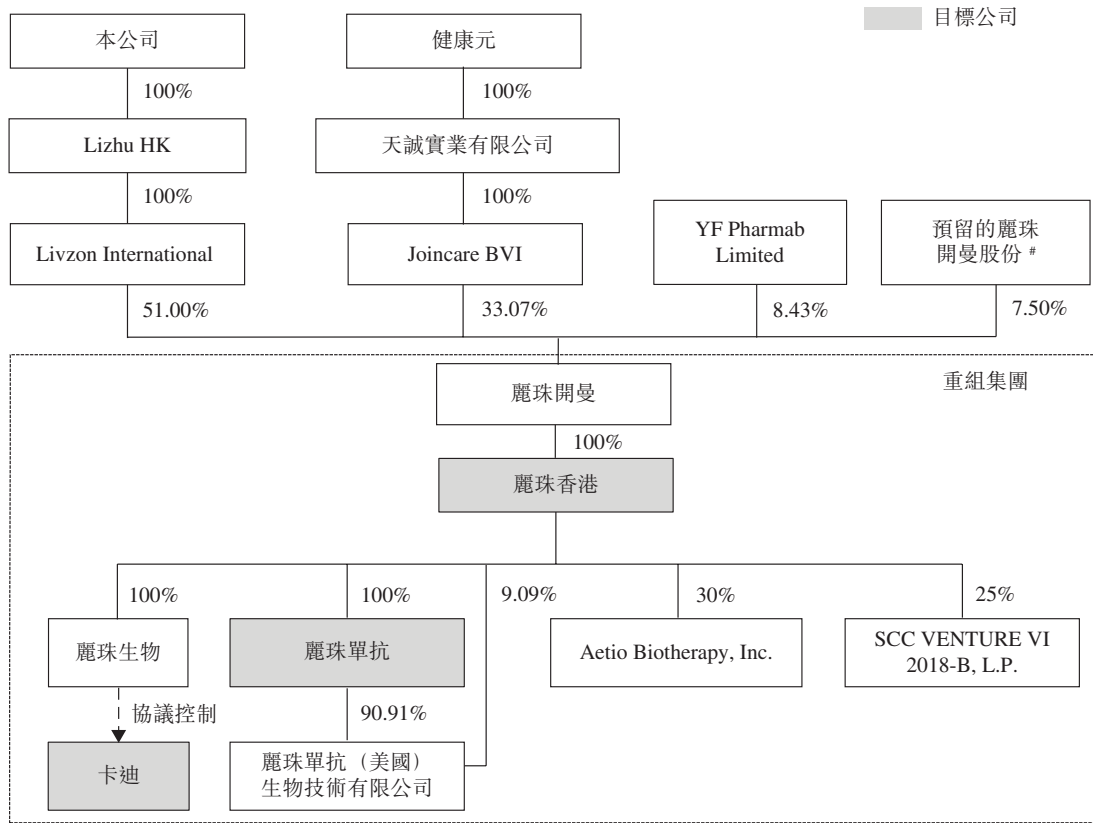 目標公司
本公司
健康元
100%
100%
Lizhu HK
天誠實業有限公司
100%
100%
Livzon International
Joincare BVI
YF Pharmab
Limited
預留的麗珠
開曼股份 #
51.00%
33.07%
8.43%
7.50%
重組集團
麗珠開曼
100%
麗珠香港
100%
100%
9.09%
30%
25%
麗珠生物
麗珠單抗
Aetio Biotherapy, Inc.
SCC VENTURE VI
2018-B, L.P.
協議控制
90.91%
卡迪
麗珠單抗（美國）
生物技術有限公司